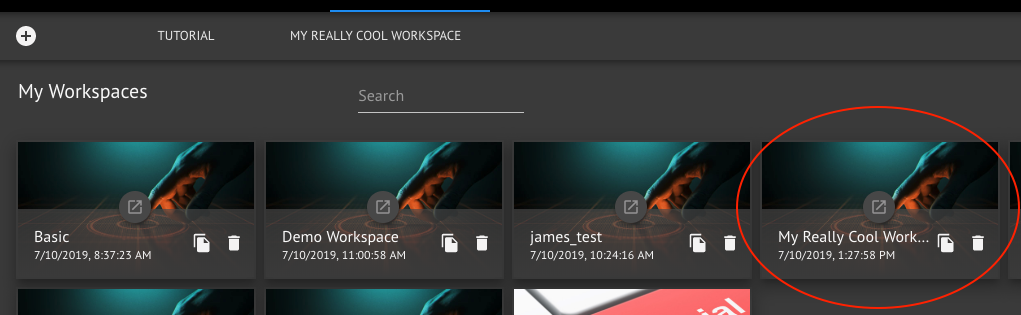 TUTORIAL
MY REALLY COOL WORKSPACE
My Workspaces
Search
Basic
7/10/2019, 8:37:23 AM
Demo Workspace
7/10/2019, 11:00:58 AM
james_test
7/10/2019, 10:24:16 AM
My Really Cool Work...
7/10/2019, 1:27:58 PM